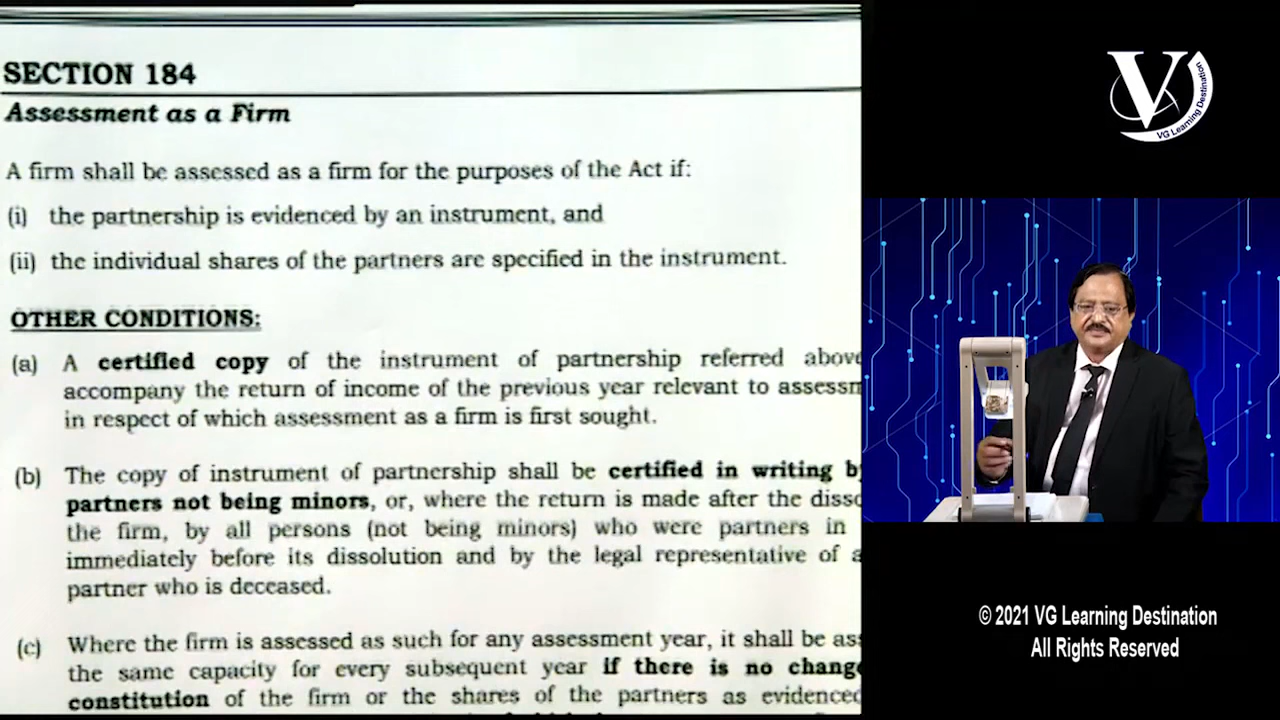 SECTION 184
Assessment as a Firm
A firm shall be assessed as a firm for the purposes of the Act if:
(i) the partnership is evidenced by an instrument, and
(ii) the individual shares of the partners are specified in the instrument.
OTHER CONDITIONS:
(a) A certified copy of the instrument of partnership referred above
accompany the return of income of the previous year relevant to assessm
in respect of which assessment as a firm is first sought.
(b) The copy of instrument of partnership shall be certified in writing by
partners not being minors, or, where the return is made after the disso
the firm, by all persons (not being minors) who were partners in
immediately before its dissolution and by the legal representative of a
partner who is deceased.
(c) Where the firm is assessed as such for any assessment year, it shall be ass
the same capacity for every subsequent year if there is no change
constitution of the firm or the shares of the partners as evidenced
V
VG Learning Destination
© 2021 VG Learning Destination
All Rights Reserved